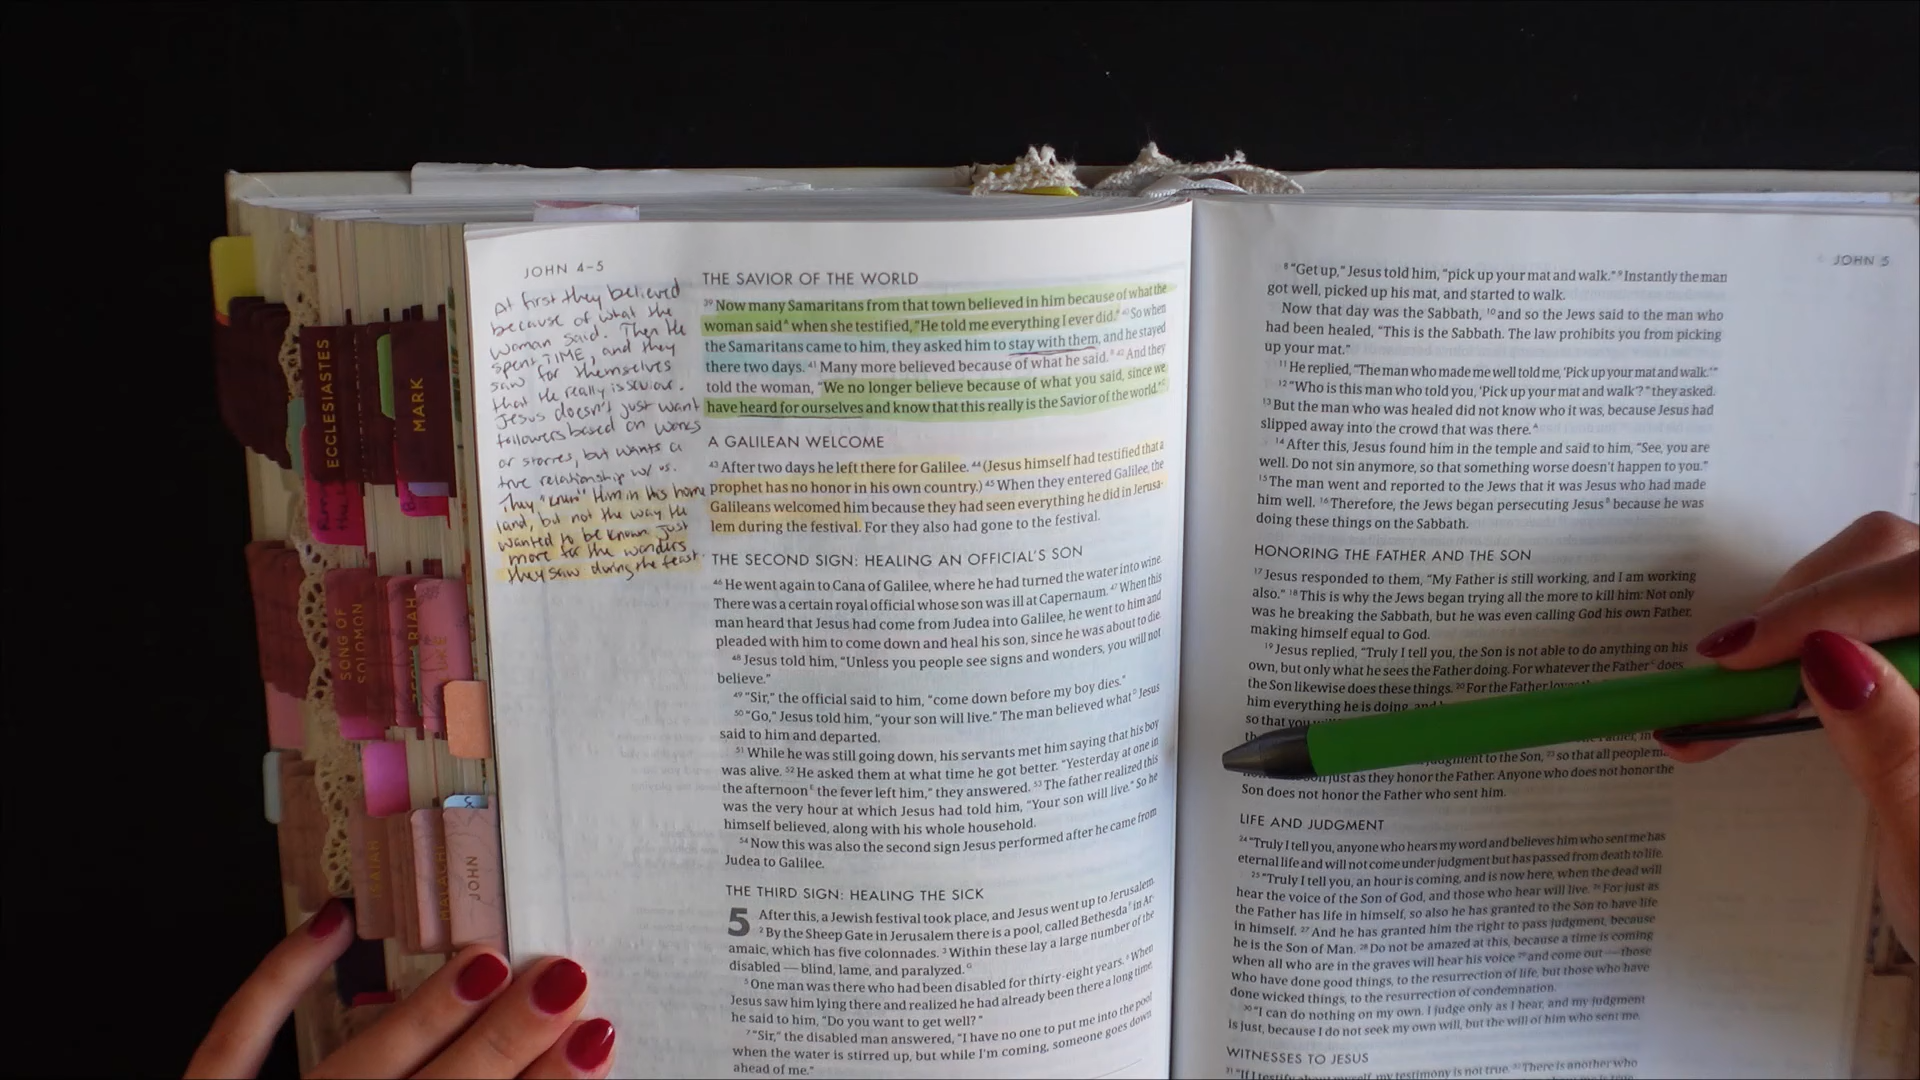 JOHN 4–5
At first they believed
because of what the
woman said. Then He
spent TIME, and they
saw for themselves
that He really is savior.
Jesus doesn't just want
followers based on works
or stories, but wants a
true relationship w/ us.
They "knew" Him in his home
land, but not the way He
wanted to be known just
more for the wonders
they saw during the feast.
THE SAVIOR OF THE WORLD
39 Now many Samaritans from that town believed in him because of what the
woman said^A when she testified, “He told me everything I ever did.” 40 So when
the Samaritans came to him, they asked him to stay with them, and he stayed
there two days. 41 Many more believed because of what he said.^B 42 And they
told the woman, “We no longer believe because of what you said, since we
have heard for ourselves and know that this really is the Savior of the world.”^C
A GALILEAN WELCOME
43 After two days he left there for Galilee. 44 (Jesus himself had testified that a
prophet has no honor in his own country.) 45 When they entered Galilee, the
Galileans welcomed him because they had seen everything he did in Jerusa-
lem during the festival. For they also had gone to the festival.
THE SECOND SIGN: HEALING AN OFFICIAL’S SON
46 He went again to Cana of Galilee, where he had turned the water into wine.
There was a certain royal official whose son was ill at Capernaum. 47 When this
man heard that Jesus had come from Judea into Galilee, he went to him and
pleaded with him to come down and heal his son, since he was about to die.
48 Jesus told him, “Unless you people see signs and wonders, you will not
believe.”
49 “Sir,” the official said to him, “come down before my boy dies.”
50 “Go,” Jesus told him, “your son will live.” The man believed what^D Jesus
said to him and departed.
51 While he was still going down, his servants met him saying that his boy
was alive. 52 He asked them at what time he got better. “Yesterday at one in
the afternoon^E the fever left him,” they answered. 53 The father realized this
was the very hour at which Jesus had told him, “Your son will live.” So he
himself believed, along with his whole household.
54 Now this was also the second sign Jesus performed after he came from
Judea to Galilee.
THE THIRD SIGN: HEALING THE SICK
5 After this, a Jewish festival took place, and Jesus went up to Jerusalem.
2 By the Sheep Gate in Jerusalem there is a pool, called Bethesda^F in Ar-
amaic, which has five colonnades. 3 Within these lay a large number of the
disabled — blind, lame, and paralyzed.^G
5 One man was there who had been disabled for thirty-eight years. 6 When
Jesus saw him lying there and realized he had already been there a long time,
he said to him, “Do you want to get well?”
7 “Sir,” the disabled man answered, “I have no one to put me into the pool
when the water is stirred up, but while I’m coming, someone goes down
ahead of me.”
JOHN 5
8 “Get up,” Jesus told him, “pick up your mat and walk.” 9 Instantly the man
got well, picked up his mat, and started to walk.
Now that day was the Sabbath, 10 and so the Jews said to the man who
had been healed, “This is the Sabbath. The law prohibits you from picking
up your mat.”
11 He replied, “The man who made me well told me, ‘Pick up your mat and walk.’”
12 “Who is this man who told you, ‘Pick up your mat and walk’?” they asked.
13 But the man who was healed did not know who it was, because Jesus had
slipped away into the crowd that was there.^A
14 After this, Jesus found him in the temple and said to him, “See, you are
well. Do not sin anymore, so that something worse doesn’t happen to you.”
15 The man went and reported to the Jews that it was Jesus who had made
him well. 16 Therefore, the Jews began persecuting Jesus^B because he was
doing these things on the Sabbath.
HONORING THE FATHER AND THE SON
17 Jesus responded to them, “My Father is still working, and I am working
also.” 18 This is why the Jews began trying all the more to kill him: Not only
was he breaking the Sabbath, but he was even calling God his own Father,
making himself equal to God.
19 Jesus replied, “Truly I tell you, the Son is not able to do anything on his
own, but only what he sees the Father doing. For whatever the Father^C does,
the Son likewise does these things. 20 For the Father
him everything he is doing, and
so that you
judgment to the Son, 23 so that all people
just as they honor the Father. Anyone who does not honor the
Son does not honor the Father who sent him.
LIFE AND JUDGMENT
24 “Truly I tell you, anyone who hears my word and believes him who sent me has
eternal life and will not come under judgment but has passed from death to life.
25 “Truly I tell you, an hour is coming, and is now here, when the dead will
hear the voice of the Son of God, and those who hear will live. 26 For just as
the Father has life in himself, so also he has granted to the Son to have life
in himself. 27 And he has granted him the right to pass judgment, because
he is the Son of Man. 28 Do not be amazed at this, because a time is coming
when all who are in the graves will hear his voice 29 and come out — those
who have done good things, to the resurrection of life, but those who have
done wicked things, to the resurrection of condemnation.
30 “I can do nothing on my own. I judge only as I hear, and my judgment
is just, because I do not seek my own will, but the will of him who sent me.
WITNESSES TO JESUS
31 “If I testify about myself, my testimony is not true. 32 There is another who
ECCLESIASTES
MARK
SONG OF
SOLOMON
ISAIAH
MALACHI
JOHN